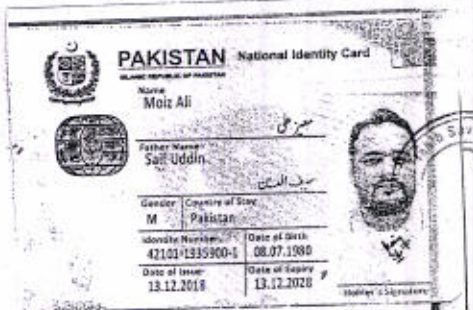 PAKISTAN National Identity Card
ISLAMIC REPUBLIC OF PAKISTAN
Name
Moiz Ali
معیز علی
Father Name
Saif Uddin
سیف الدین
Gender Country of Stay
M Pakistan
Identity Number Date of Birth
42101-1335900-1 08.07.1980
Date of Issue Date of Expiry
13.12.2018 13.12.2028
Holder's Signature